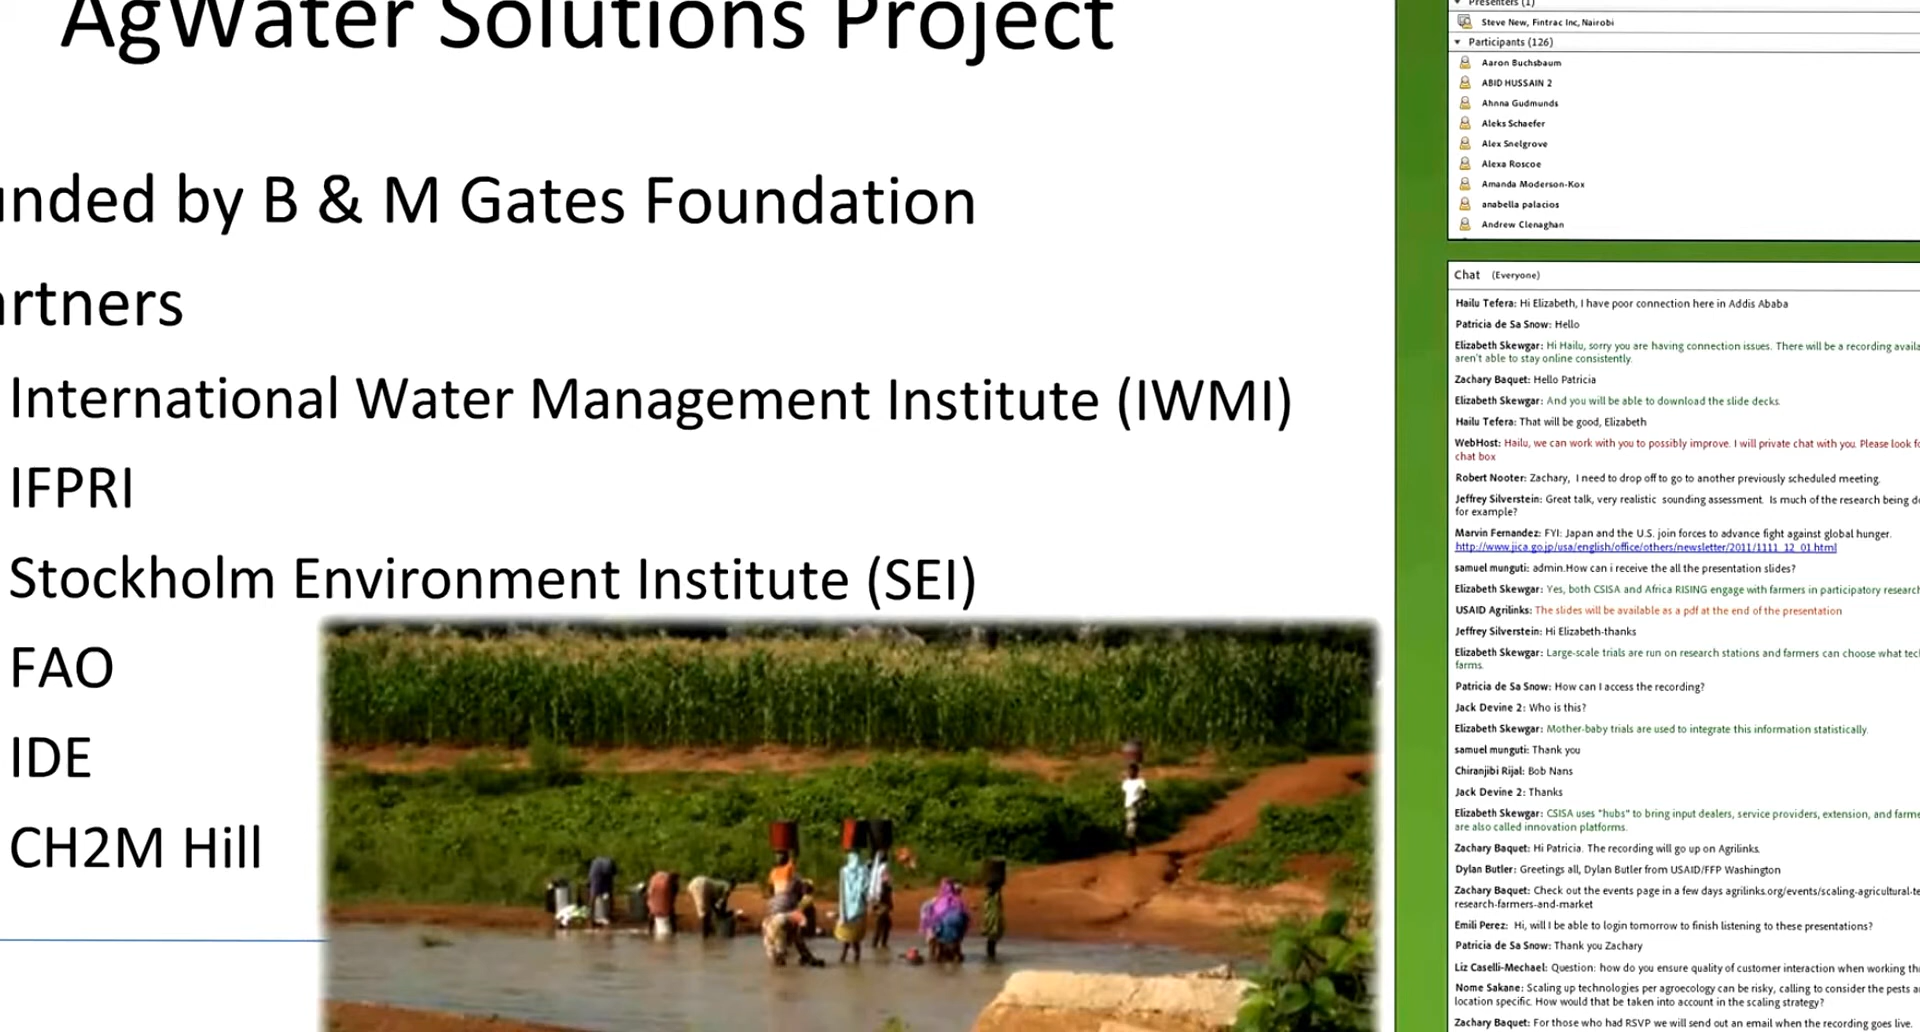 AgWater Solutions Project
unded by B & M Gates Foundation
artners
International Water Management Institute (IWMI)
IFPRI
Stockholm Environment Institute (SEI)
FAO
IDE
CH2M Hill
Presenters (1)
Steve New, Fintrac Inc, Nairobi
Participants (126)
Aaron Buchsbaum
ABID HUSSAIN 2
Ahnna Gudmunds
Aleks Schaefer
Alex Snelgrove
Alexa Roscoe
Amanda Moderson-Kox
anabella palacios
Andrew Clenaghan
Chat (Everyone)
Hailu Tefera: Hi Elizabeth, I have poor connection here in Addis Ababa
Patricia de Sa Snow: Hello
Elizabeth Skewgar: Hi Hailu, sorry you are having connection issues. There will be a recording availa
aren't able to stay online consistently.
Zachary Baquet: Hello Patricia
Elizabeth Skewgar: And you will be able to download the slide decks.
Hailu Tefera: That will be good, Elizabeth
WebHost: Hailu, we can work with you to possibly improve. I will private chat with you. Please look fo
chat box
Robert Nooter: Zachary, I need to drop off to go to another previously scheduled meeting.
Jeffrey Silverstein: Great talk, very realistic sounding assessment. Is much of the research being d
for example?
Marvin Fernandez: FYI: Japan and the U.S. join forces to advance fight against global hunger.
http://www.jica.go.jp/usa/english/office/others/newsletter/2011/1111_12_01.html
samuel munguti: admin.How can i receive the all the presentation slides?
Elizabeth Skewgar: Yes, both CSISA and Africa RISING engage with farmers in participatory research
USAID Agrilinks: The slides will be available as a pdf at the end of the presentation
Jeffrey Silverstein: Hi Elizabeth-thanks
Elizabeth Skewgar: Large-scale trials are run on research stations and farmers can choose what tec
farms.
Patricia de Sa Snow: How can I access the recording?
Jack Devine 2: Who is this?
Elizabeth Skewgar: Mother-baby trials are used to integrate this information statistically.
samuel munguti: Thank you
Chiranjibi Rijal: Bob Nans
Jack Devine 2: Thanks
Elizabeth Skewgar: CSISA uses "hubs" to bring input dealers, service providers, extension, and farme
are also called innovation platforms.
Zachary Baquet: Hi Patricia. The recording will go up on Agrilinks.
Dylan Butler: Greetings all, Dylan Butler from USAID/FFP Washington
Zachary Baquet: Check out the events page in a few days agrilinks.org/events/scaling-agricultural-te
research-farmers-and-market
Emili Perez: Hi, will I be able to login tomorrow to finish listening to these presentations?
Patricia de Sa Snow: Thank you Zachary
Liz Caselli-Mechael: Question: how do you ensure quality of customer interaction when working th
Nome Sakane: Scaling up technologies per agroecology can be risky, calling to consider the pests a
location specific. How would that be taken into account in the scaling strategy?
Zachary Baquet: For those who had RSVP we will send out an email when the recording goes live.